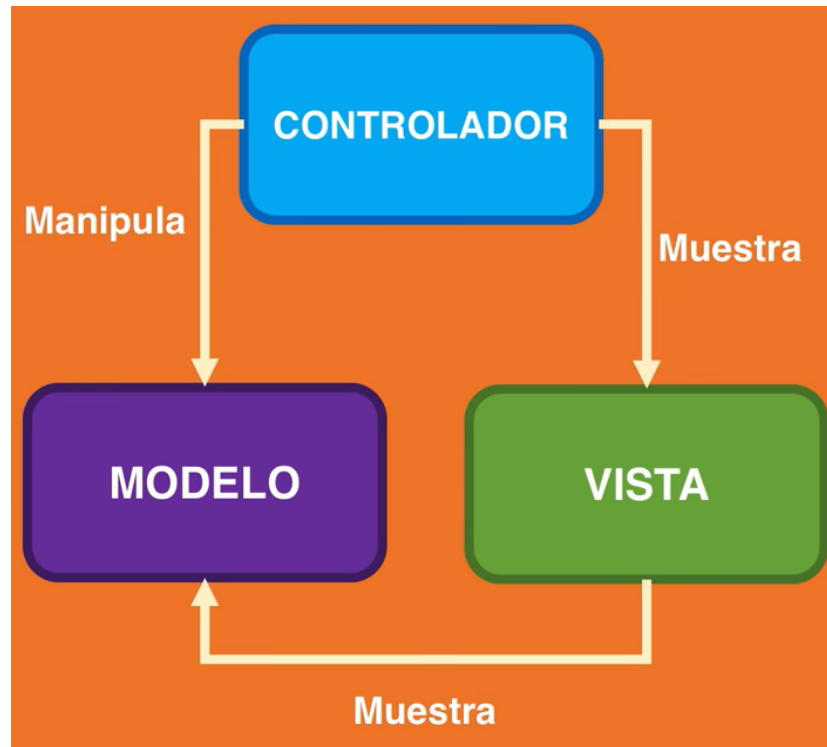 CONTROLADOR
Manipula
Muestra
MODELO
VISTA
Muestra